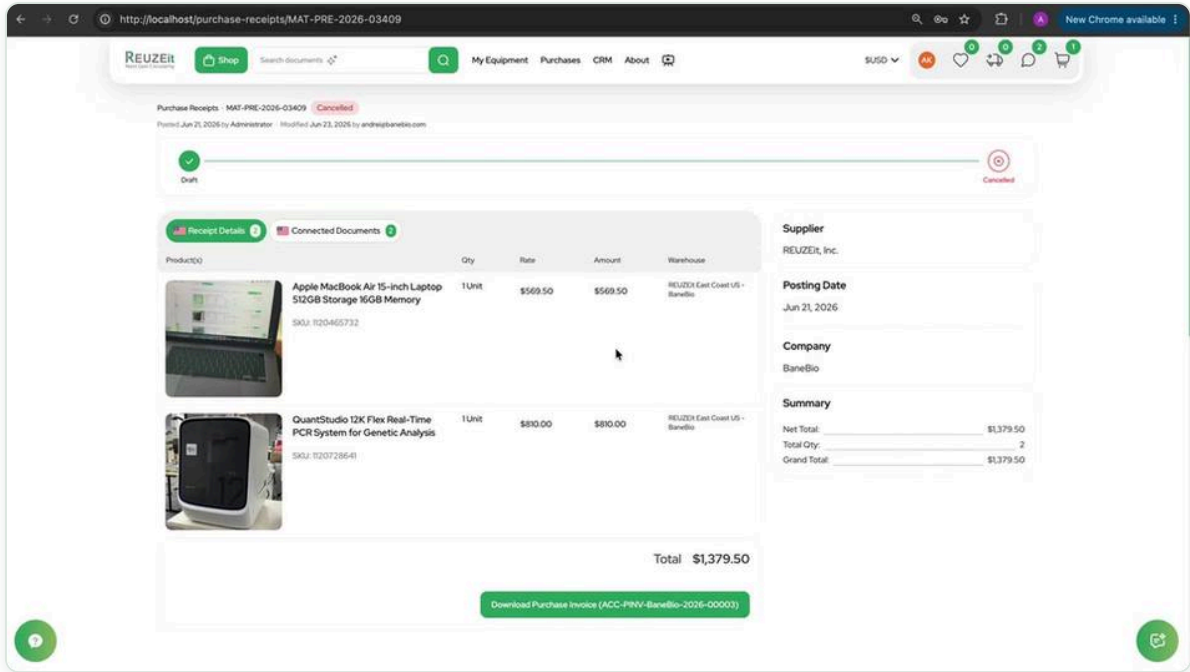 http://localhost/purchase-receipts/MAT-PRE-2026-03409
New Chrome available
REUZEit
Shop
Search documents
My Equipment Purchases CRM About
$USD
AK
0
0
2
1
Purchase Receipts · MAT-PRE-2026-03409 Cancelled
Posted Jun 21, 2026 by Administrator · Modified Jun 23, 2026 by
Draft
Cancelled
Receipt Details 2
Connected Documents 2
Product(s) Qty Rate Amount Warehouse
Apple MacBook Air 15-inch Laptop
512GB Storage 16GB Memory
SKU: 1120465732
1 Unit
$569.50
$569.50
REUZEit East Coast US -
BaneBio
QuantStudio 12K Flex Real-Time
PCR System for Genetic Analysis
SKU: 1120728641
1 Unit
$810.00
$810.00
REUZEit East Coast US -
BaneBio
Total $1,379.50
Download Purchase Invoice (ACC-PINV-BaneBio-2026-00003)
Supplier
REUZEit, Inc.
Posting Date
Jun 21, 2026
Company
BaneBio
Summary
Net Total: $1,379.50
Total Qty: 2
Grand Total: $1,379.50